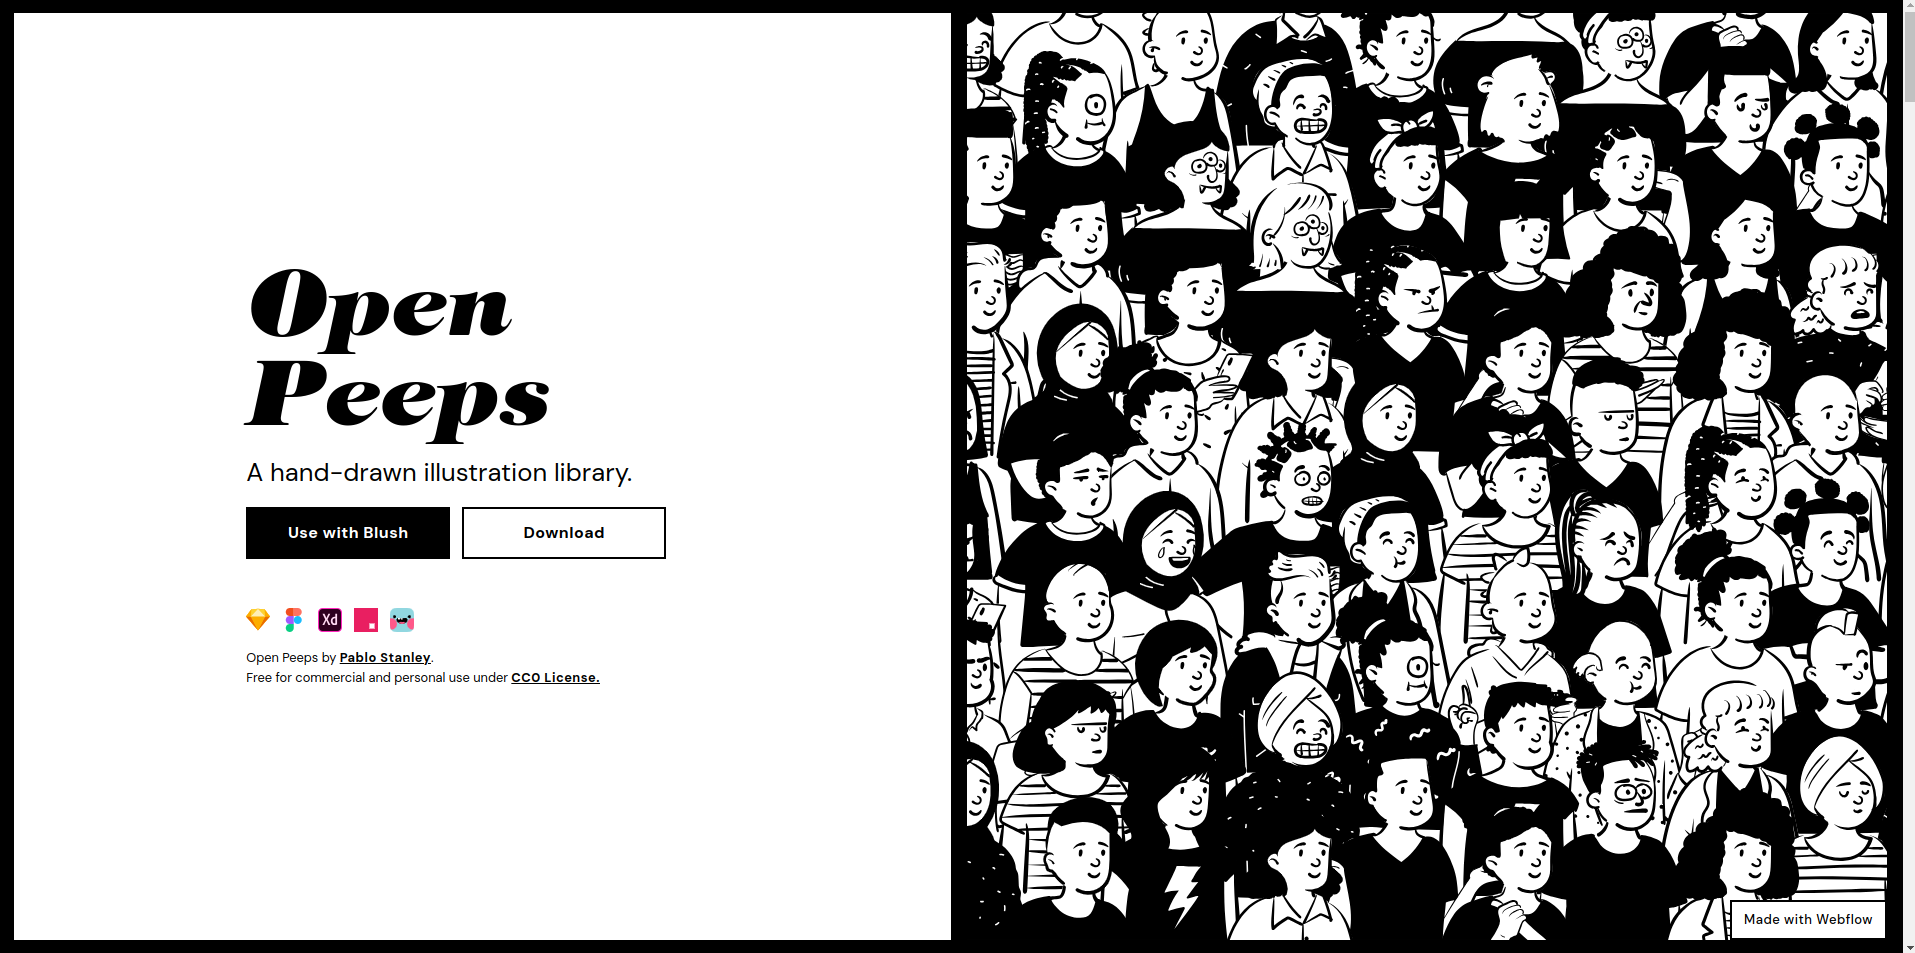 Open
Peeps
A hand-drawn illustration library.
Use with Blush
Download
Xd
Open Peeps by Pablo Stanley.
Free for commercial and personal use under CC0 License.
Made with Webflow